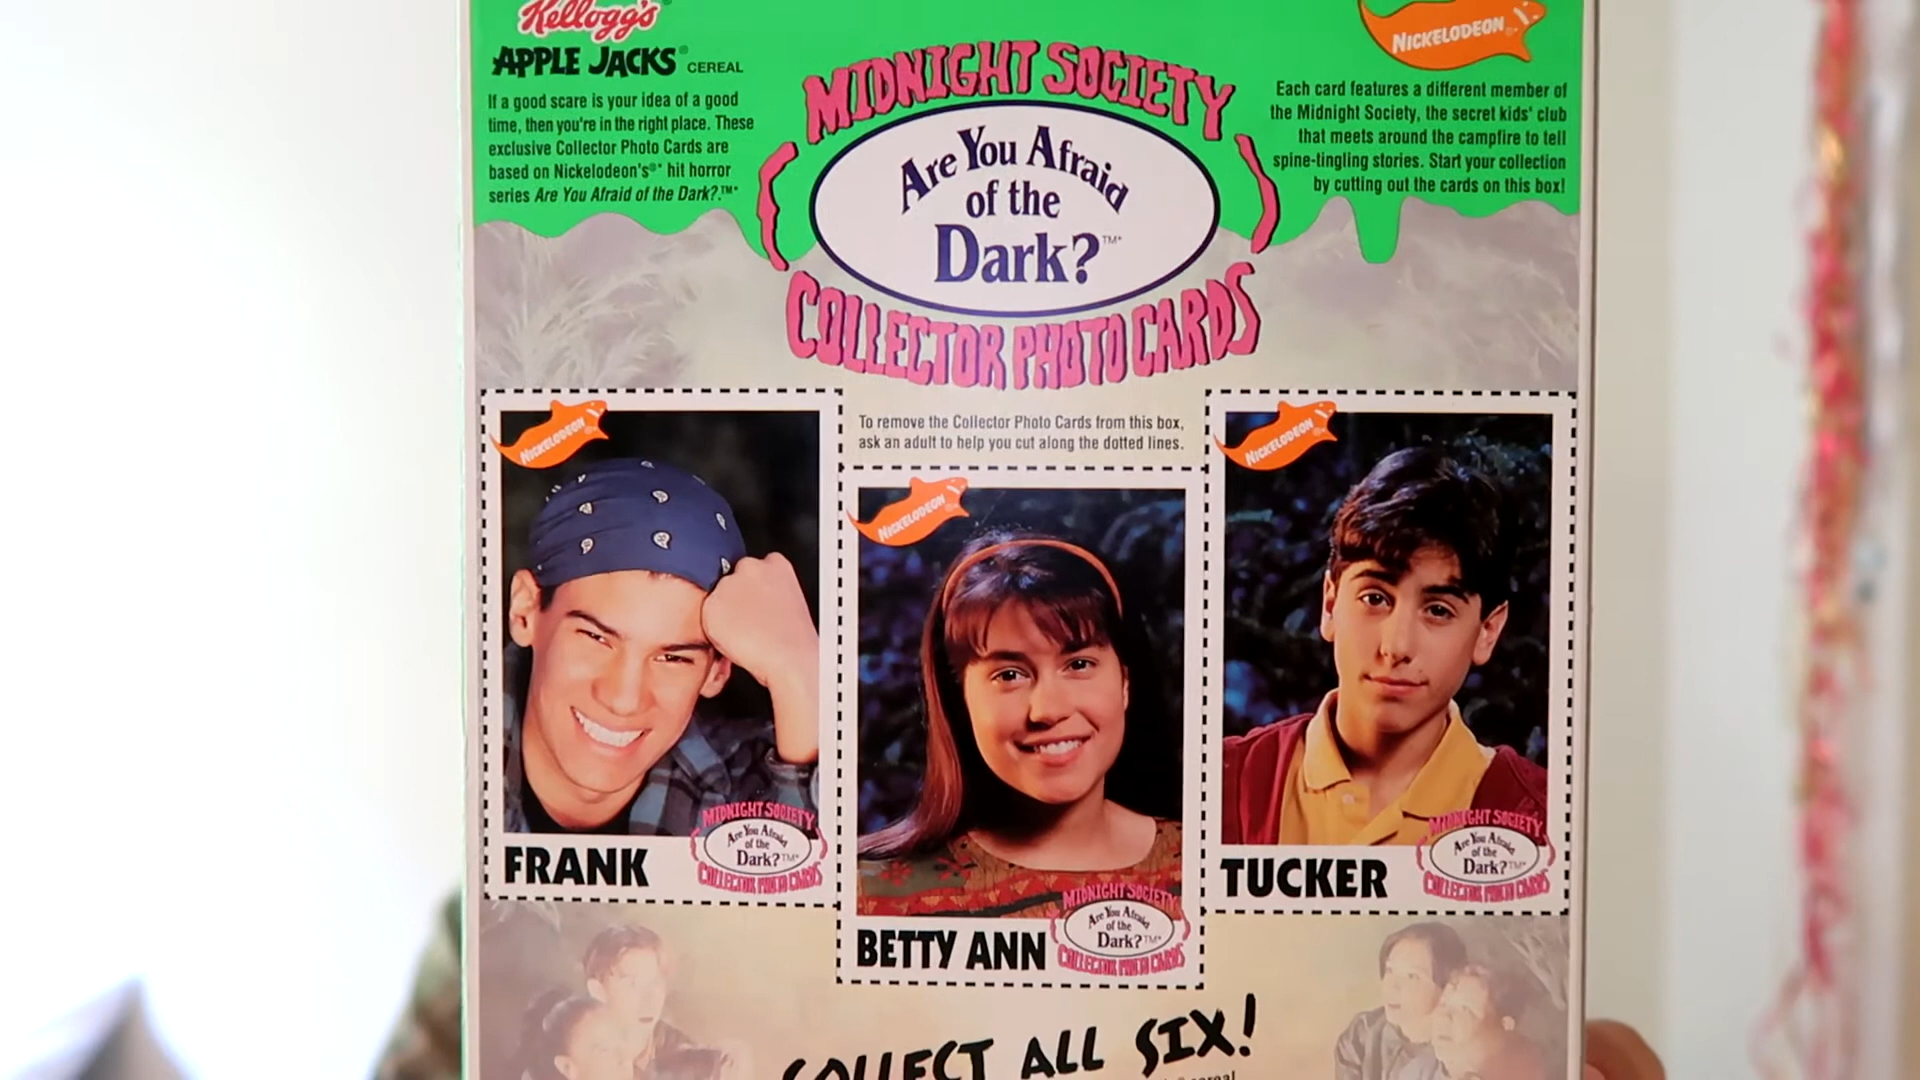 Kellogg's®
APPLE JACKS® CEREAL
If a good scare is your idea of a good
time, then you're in the right place. These
exclusive Collector Photo Cards are
based on Nickelodeon's®* hit horror
series Are You Afraid of the Dark?.™*
MIDNIGHT SOCIETY
Are You Afraid
of the
Dark?™*
COLLECTOR PHOTO CARDS
NICKELODEON®
Each card features a different member of
the Midnight Society, the secret kids' club
that meets around the campfire to tell
spine-tingling stories. Start your collection
by cutting out the cards on this box!
To remove the Collector Photo Cards from this box,
ask an adult to help you cut along the dotted lines.
NICKELODEON®
FRANK
MIDNIGHT SOCIETY
Are You Afraid
of the
Dark?™*
COLLECTOR PHOTO CARDS
NICKELODEON®
BETTY ANN
MIDNIGHT SOCIETY
Are You Afraid
of the
Dark?™*
COLLECTOR PHOTO CARDS
NICKELODEON®
TUCKER
MIDNIGHT SOCIETY
Are You Afraid
of the
Dark?™*
COLLECTOR PHOTO CARDS
COLLECT ALL SIX!
cereal